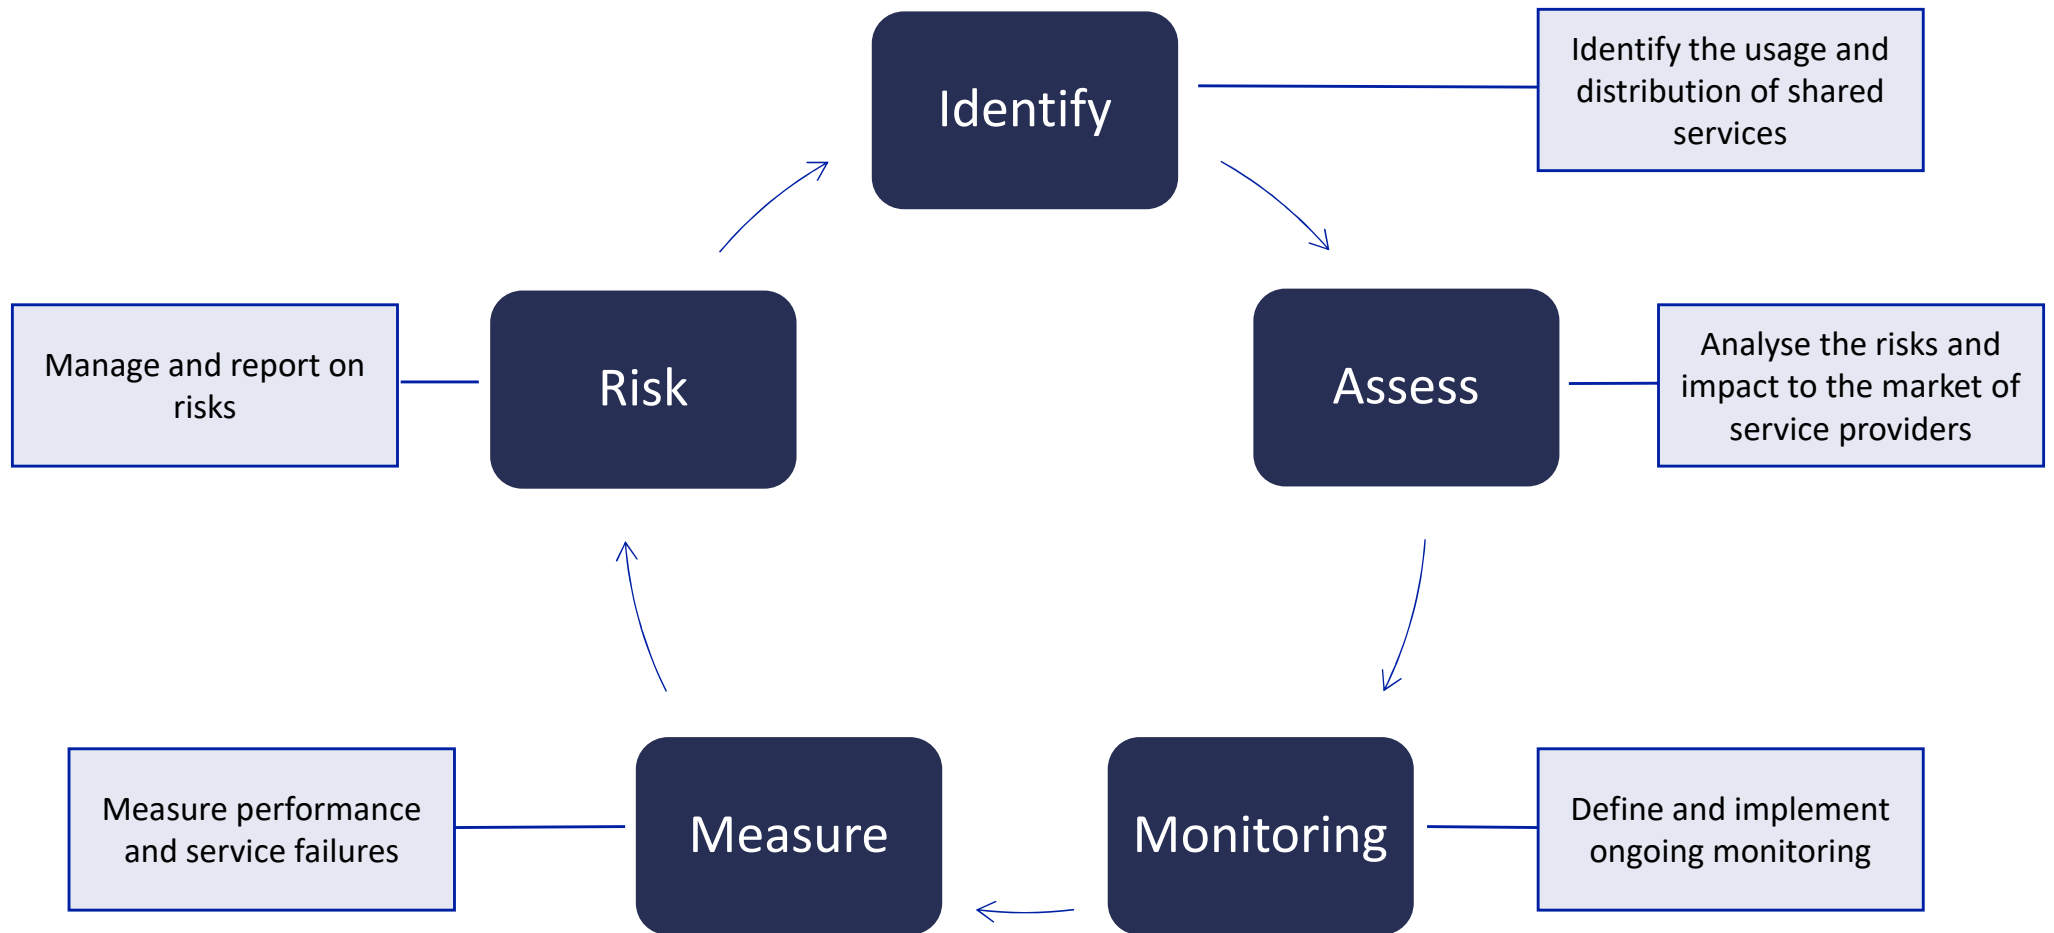 Identify
Identify the usage and
distribution of shared
services
Assess
Analyse the risks and
impact to the market of
service providers
Monitoring
Define and implement
ongoing monitoring
Measure
Measure performance
and service failures
Risk
Manage and report on
risks